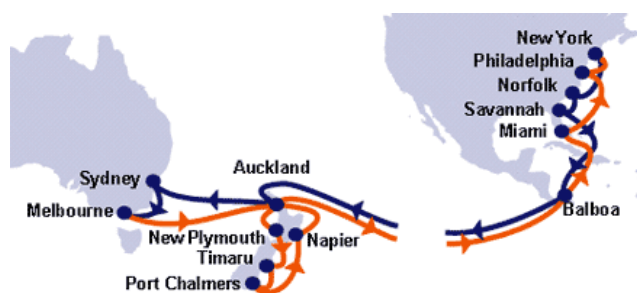 New York
Philadelphia
Norfolk
Savannah
Miami
Balboa
Auckland
Sydney
Melbourne
New Plymouth
Napier
Timaru
Port Chalmers